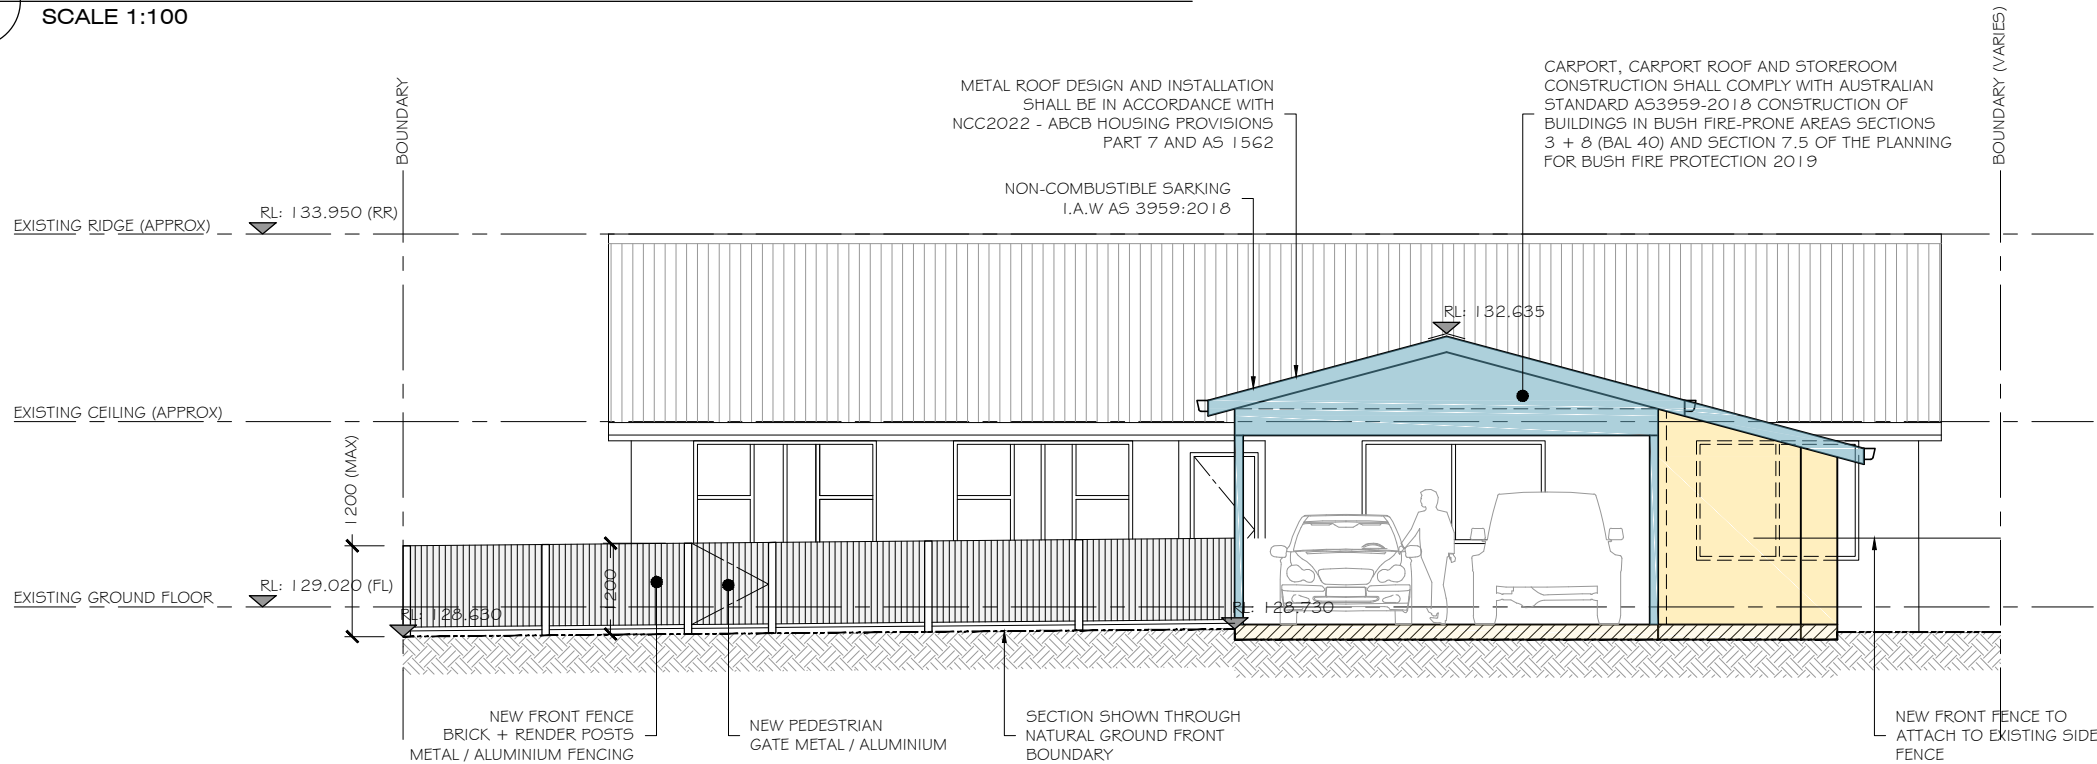 SCALE 1:100
BOUNDARY
BOUNDARY (VARIES)
METAL ROOF DESIGN AND INSTALLATION
SHALL BE IN ACCORDANCE WITH
NCC2022 - ABCB HOUSING PROVISIONS
PART 7 AND AS 1562
CARPORT, CARPORT ROOF AND STOREROOM
CONSTRUCTION SHALL COMPLY WITH AUSTRALIAN
STANDARD AS3959-2018 CONSTRUCTION OF
BUILDINGS IN BUSH FIRE-PRONE AREAS SECTIONS
3 + 8 (BAL 40) AND SECTION 7.5 OF THE PLANNING
FOR BUSH FIRE PROTECTION 2019
NON-COMBUSTIBLE SARKING
I.A.W AS 3959:2018
EXISTING RIDGE (APPROX)
RL: 133.950 (RR)
RL: 132.635
EXISTING CEILING (APPROX)
1200 (MAX)
1200
EXISTING GROUND FLOOR
RL: 129.020 (FL)
RL: 128.630
RL: 128.730
NEW FRONT FENCE
BRICK + RENDER POSTS
METAL / ALUMINIUM FENCING
NEW PEDESTRIAN
GATE METAL / ALUMINIUM
SECTION SHOWN THROUGH
NATURAL GROUND FRONT
BOUNDARY
NEW FRONT FENCE TO
ATTACH TO EXISTING SIDE
FENCE